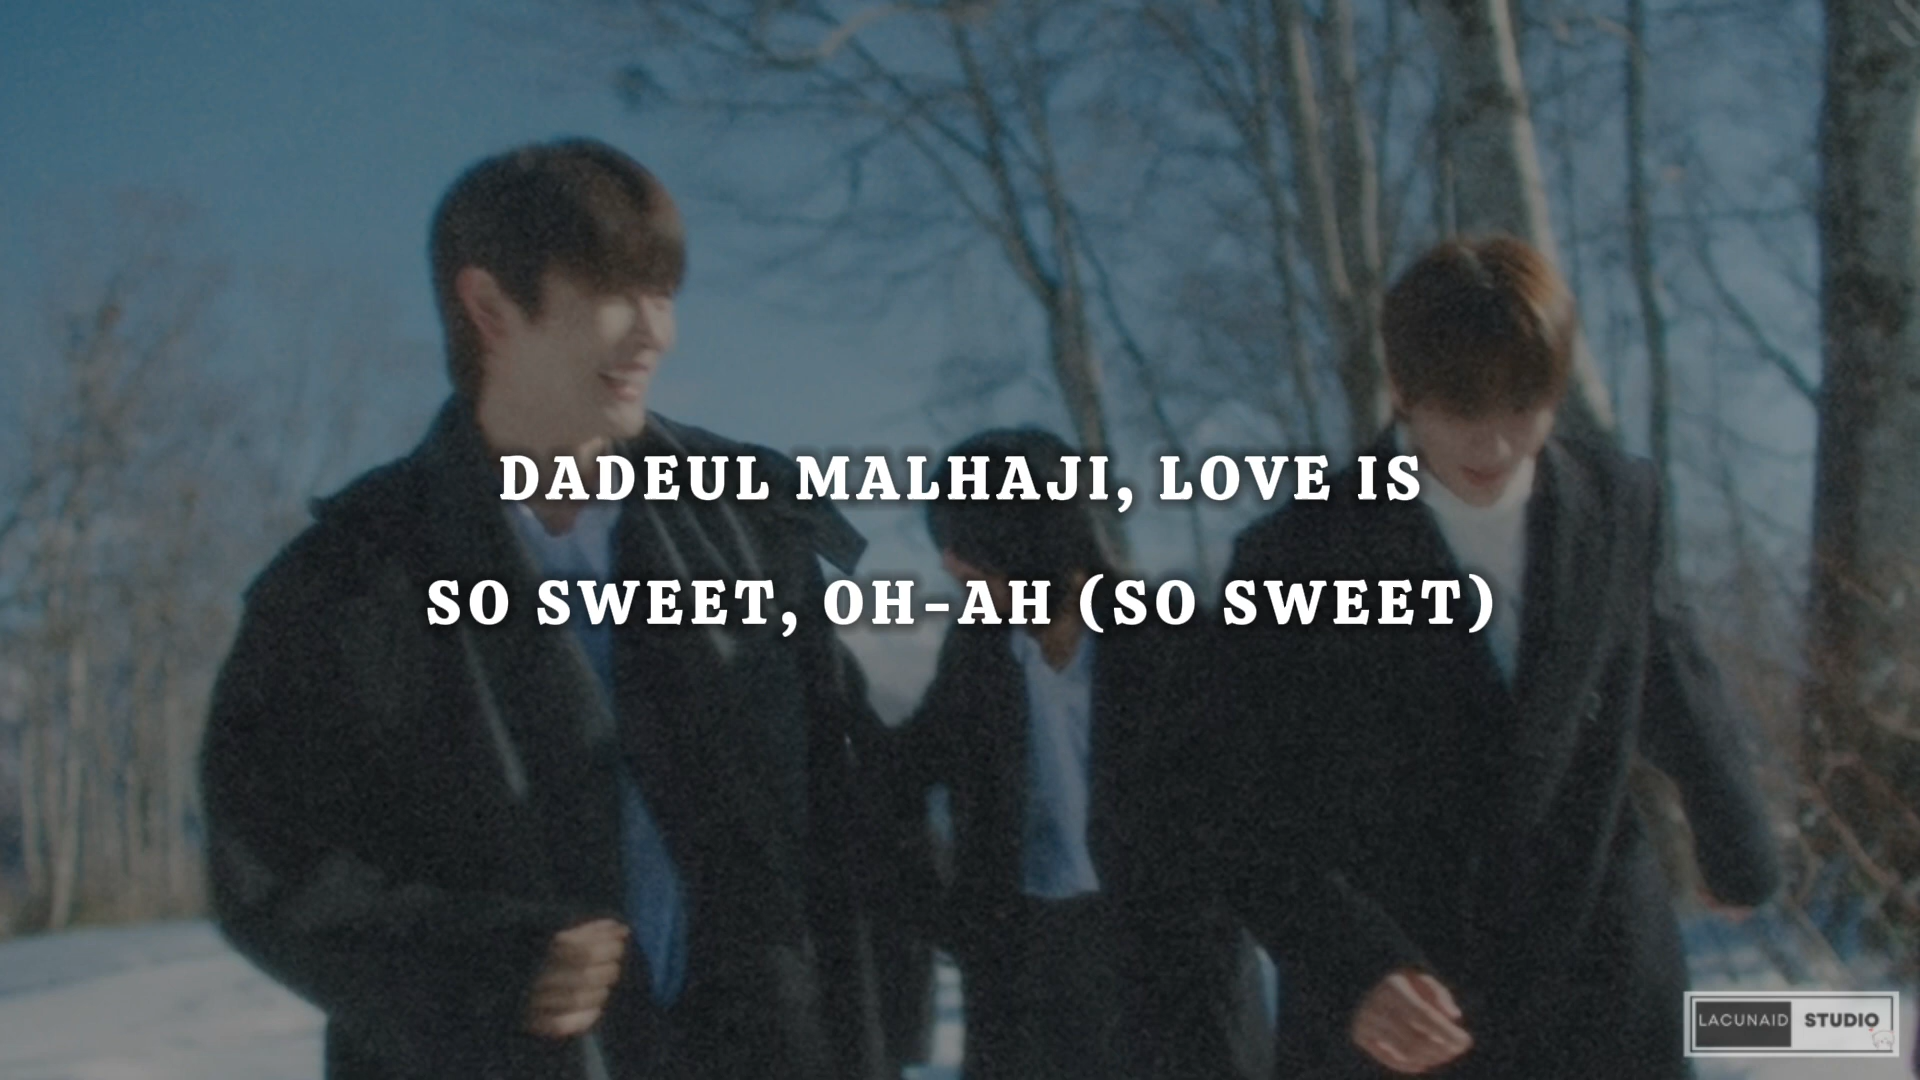 DADEUL MALHAJI, LOVE IS
SO SWEET, OH-AH (SO SWEET)
LACUNAID STUDIO